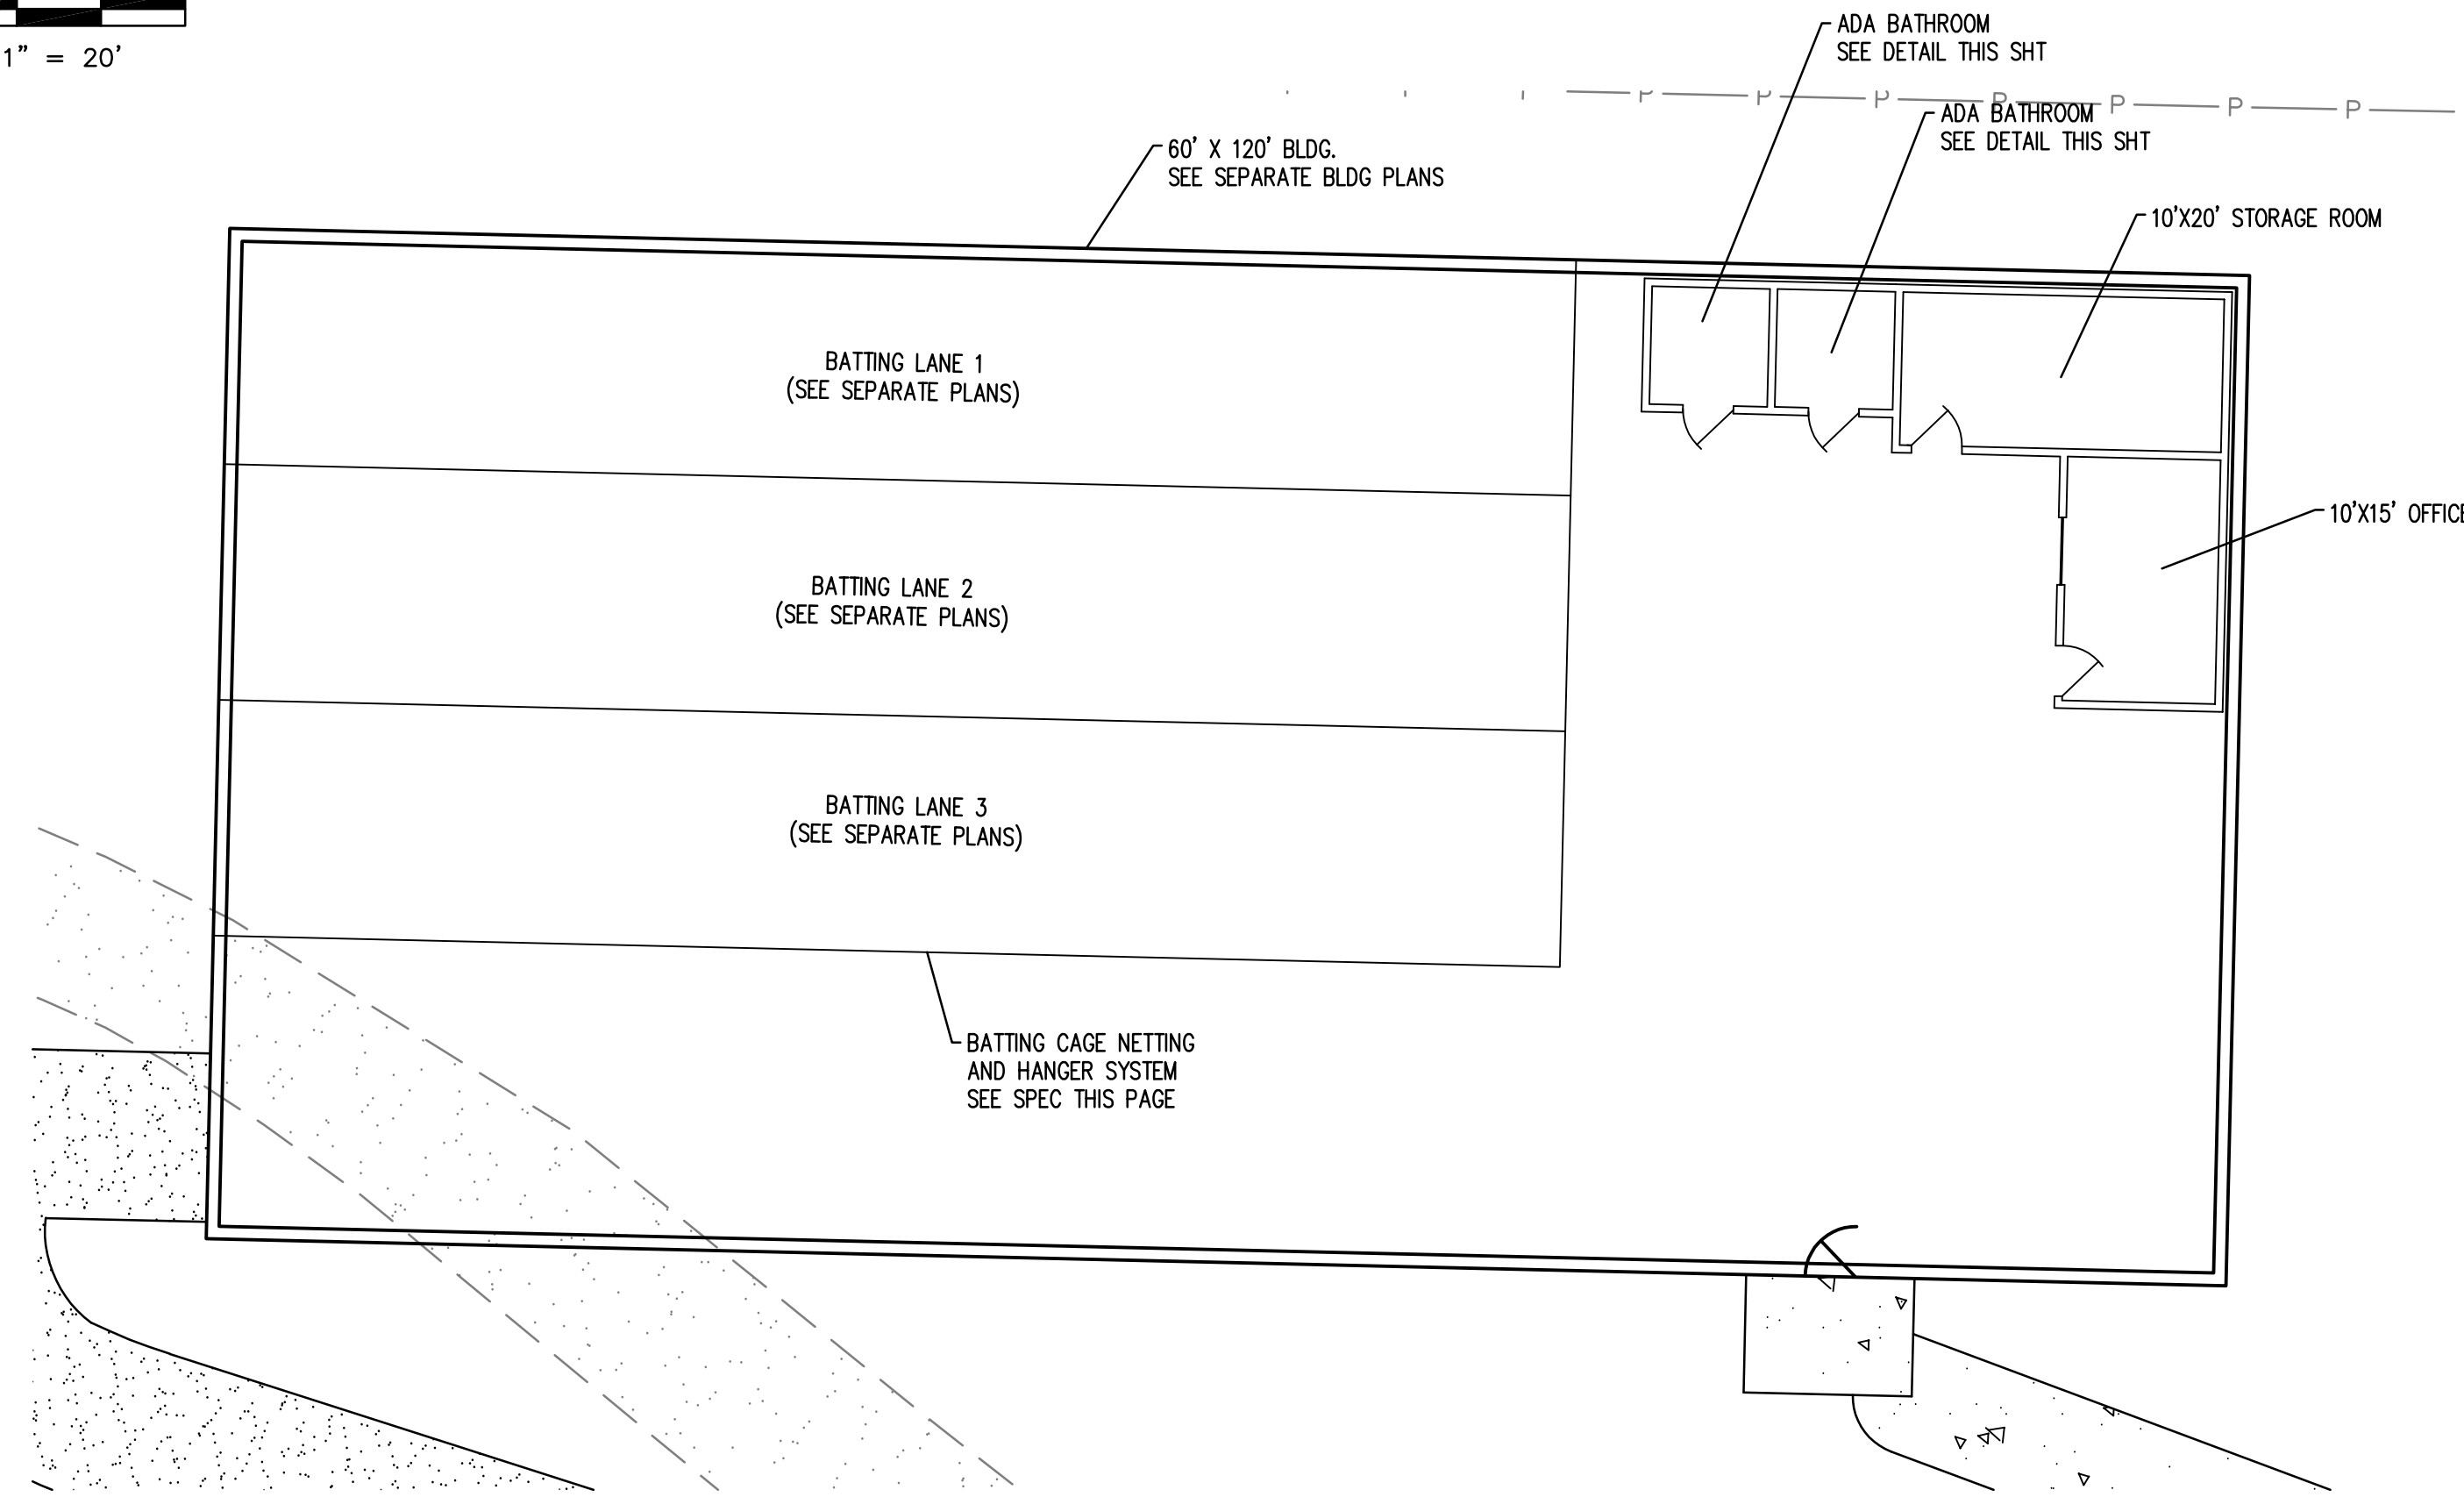 1" = 20'
ADA BATHROOM
SEE DETAIL THIS SHT
P P P P P P P
ADA BATHROOM
SEE DETAIL THIS SHT
60' X 120' BLDG.
SEE SEPARATE BLDG PLANS
10'X20' STORAGE ROOM
BATTING LANE 1
(SEE SEPARATE PLANS)
10'X15' OFFICE
BATTING LANE 2
(SEE SEPARATE PLANS)
BATTING LANE 3
(SEE SEPARATE PLANS)
BATTING CAGE NETTING
AND HANGER SYSTEM
SEE SPEC THIS PAGE